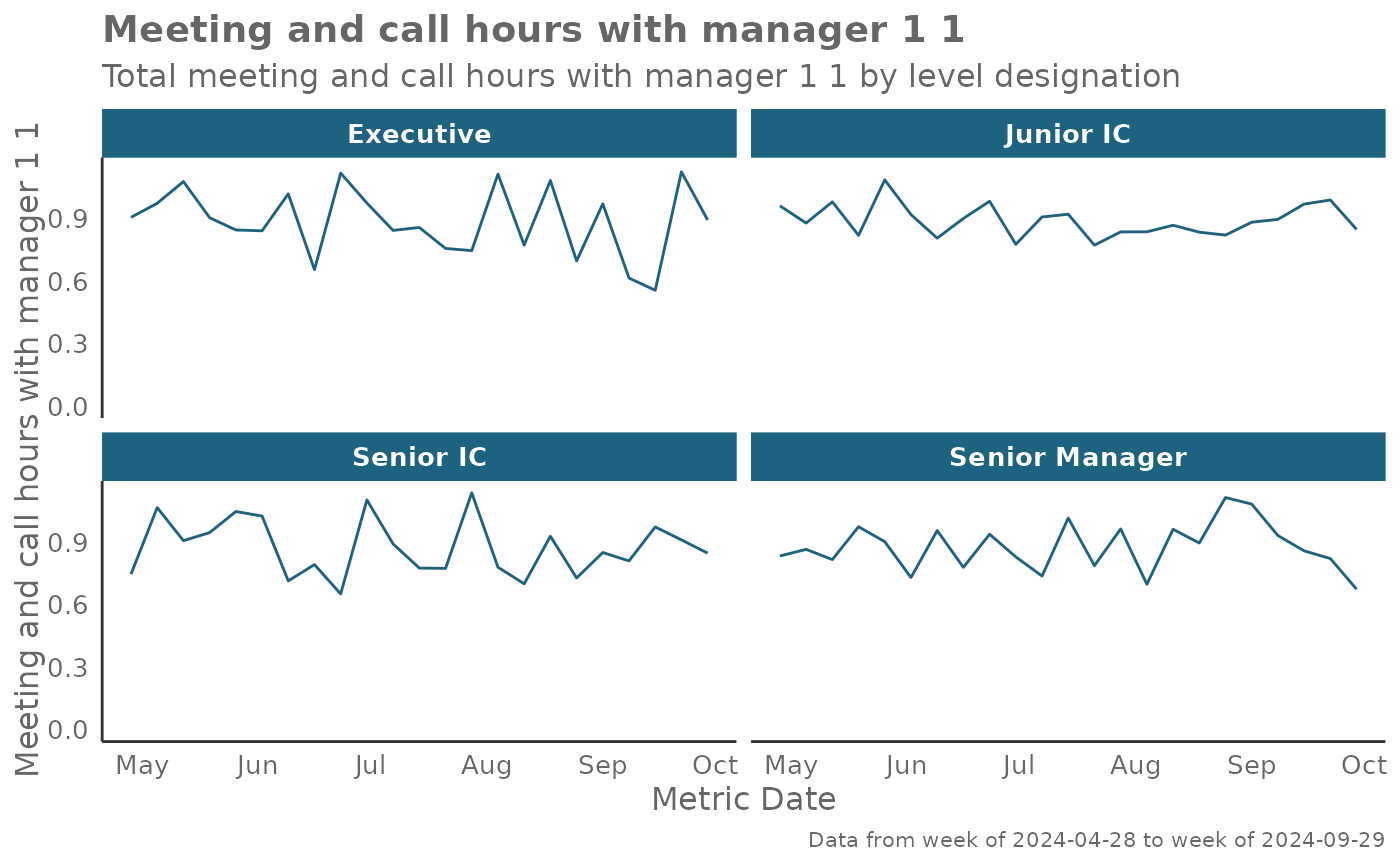 Meeting and call hours with manager 1 1
Total meeting and call hours with manager 1 1 by level designation
Meeting and call hours with manager 1 1
Executive
Junior IC
0.9
0.6
0.3
0.0
Senior IC
Senior Manager
0.9
0.6
0.3
0.0
May Jun Jul Aug Sep Oct
May Jun Jul Aug Sep Oct
Metric Date
Data from week of 2024-04-28 to week of 2024-09-29